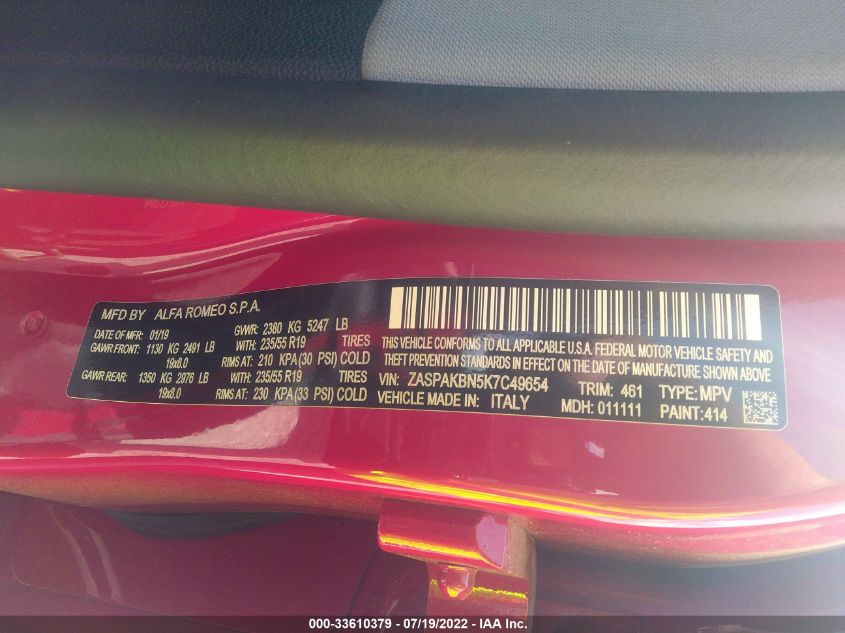 MFD BY ALFA ROMEO S.P.A.
DATE OF MFR: 01/19 GVWR: 2380 KG 5247 LB
GAWR FRONT: 1130 KG 2491 LB WITH: 235/55 R19 TIRES
19x8.0 RIMS AT: 210 KPA (30 PSI) COLD
GAWR REAR: 1350 KG 2976 LB WITH: 235/55 R19 TIRES
19x8.0 RIMS AT: 230 KPA (33 PSI) COLD
THIS VEHICLE CONFORMS TO ALL APPLICABLE U.S.A. FEDERAL MOTOR VEHICLE SAFETY AND
THEFT PREVENTION STANDARDS IN EFFECT ON THE DATE OF MANUFACTURE SHOWN ABOVE
VIN: ZASPAKBN5K7C49654 TRIM: 461 TYPE: MPV
VEHICLE MADE IN: ITALY MDH: 011111 PAINT: 414
000-33610379 - 07/19/2022 - IAA Inc.